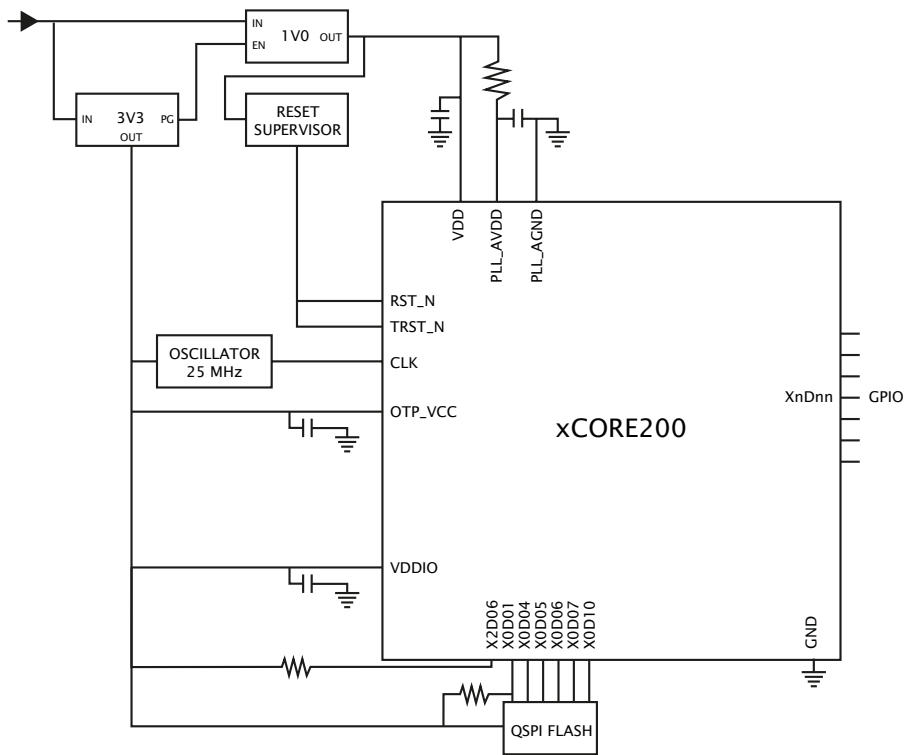 IN
1V0
OUT
EN
IN
3V3
PG
OUT
RESET
SUPERVISOR
VDD
PLL_AVDD
PLL_AGND
RST_N
TRST_N
OSCILLATOR
25 MHz
CLK
XnDnn
GPIO
OTP_VCC
xCORE200
VDDIO
X2D06
X0D01
X0D04
X0D05
X0D06
X0D07
X0D10
GND
QSPI FLASH